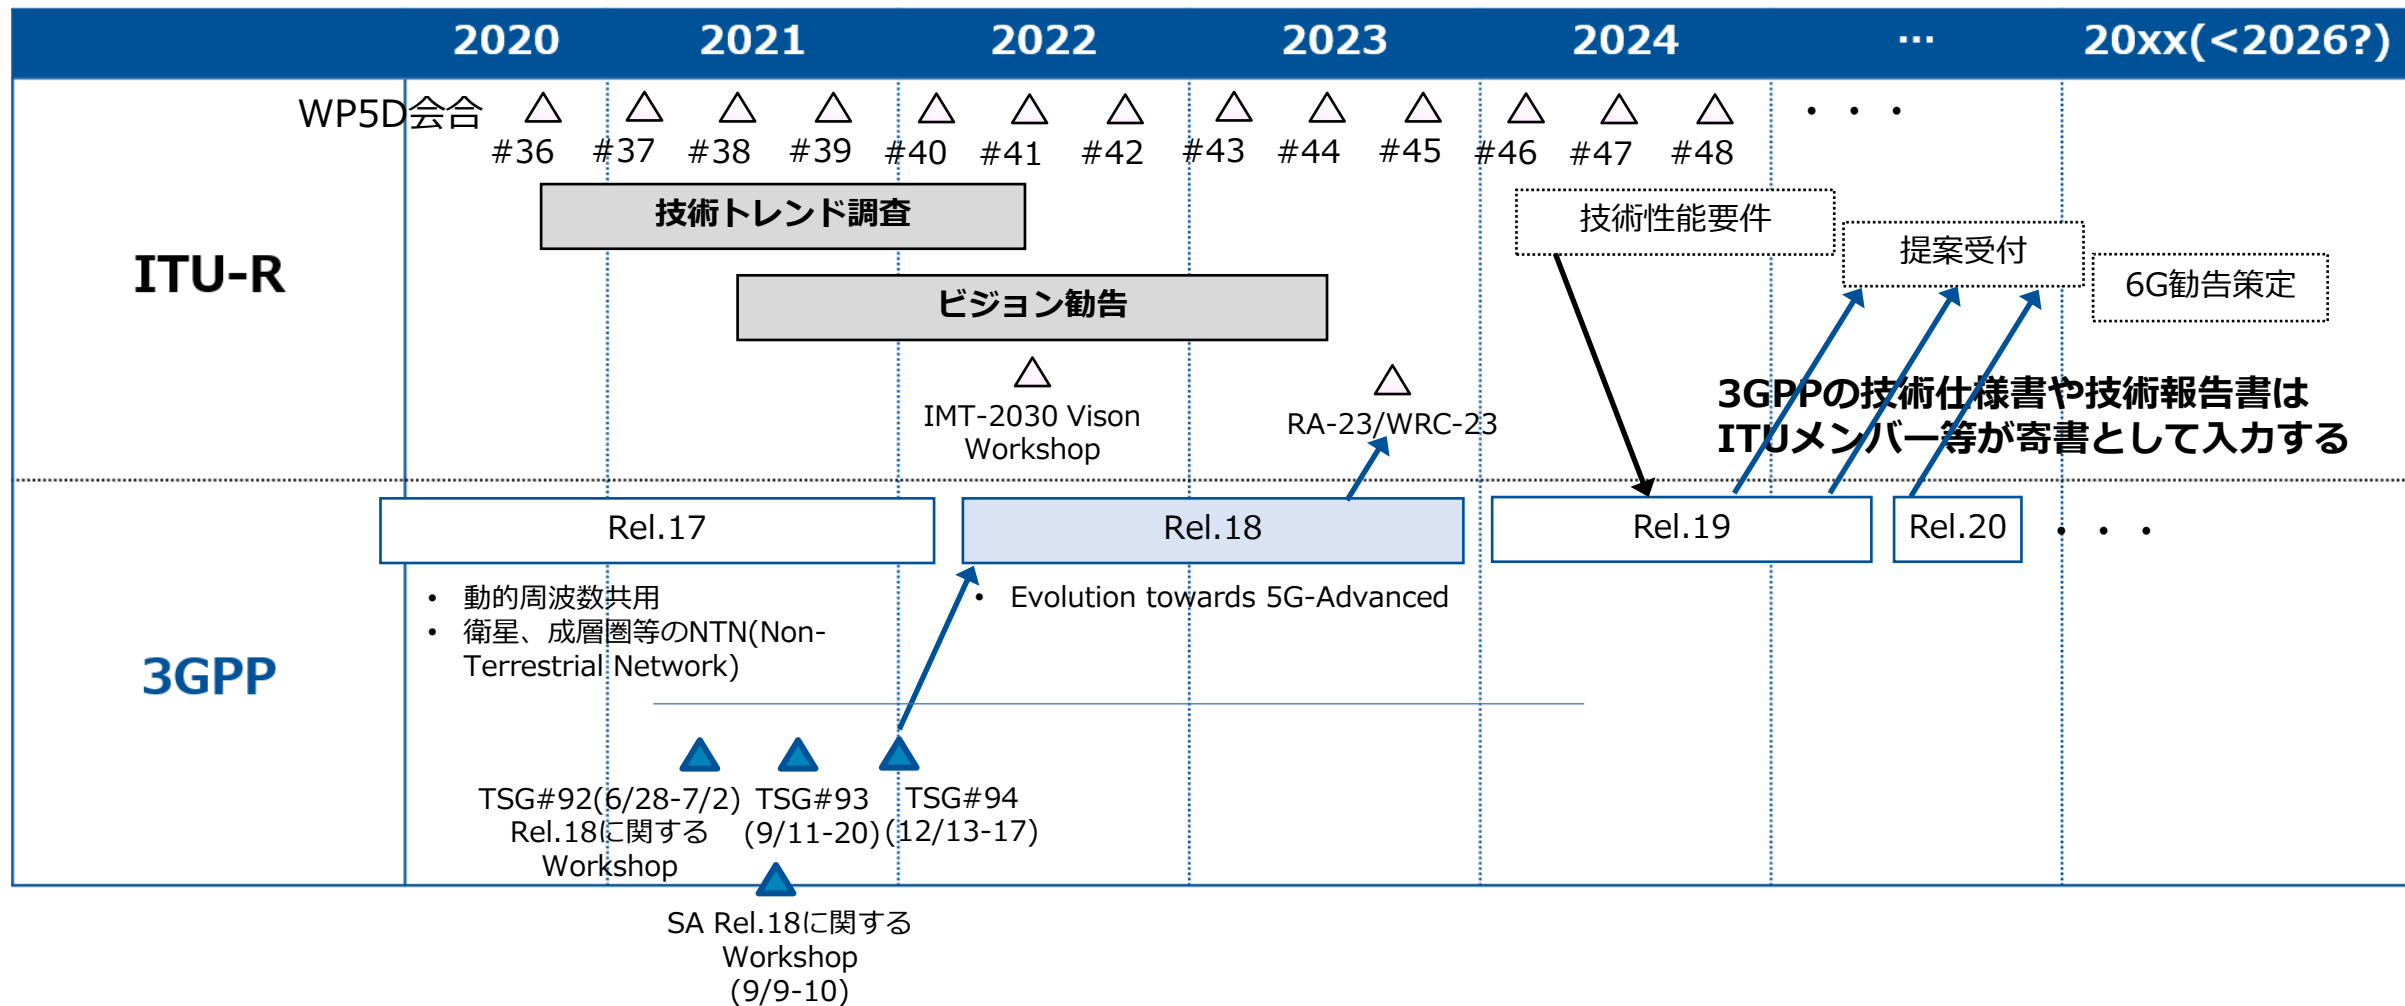 2020 2021 2022 2023 2024 … 20xx(<2026?)
WP5D会合
#36 #37 #38 #39 #40 #41 #42 #43 #44 #45 #46 #47 #48 ・・・
ITU-R
技術トレンド調査
ビジョン勧告
技術性能要件
提案受付
6G勧告策定
IMT-2030 Vison
Workshop
RA-23/WRC-23
3GPPの技術仕様書や技術報告書は
ITUメンバー等が寄書として入力する
3GPP
Rel.17
Rel.18
Rel.19
Rel.20
・・・
• 動的周波数共用
• 衛星、成層圏等のNTN(Non-
Terrestrial Network)
• Evolution towards 5G-Advanced
TSG#92(6/28-7/2)
Rel.18に関する
Workshop
TSG#93
(9/11-20)
TSG#94
(12/13-17)
SA Rel.18に関する
Workshop
(9/9-10)